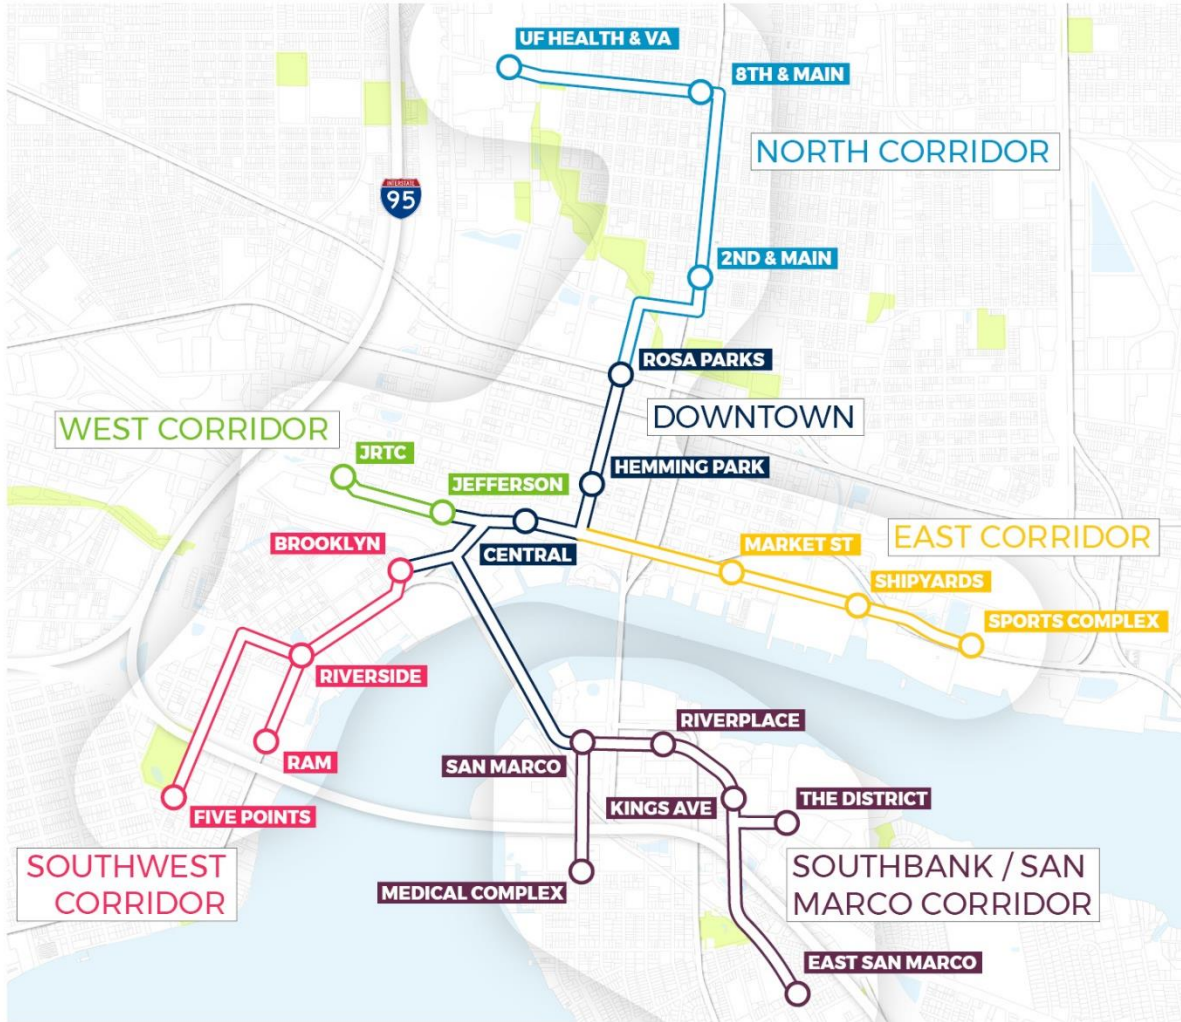 UF HEALTH & VA
8TH & MAIN
NORTH CORRIDOR
INTERSTATE
95
2ND & MAIN
ROSA PARKS
DOWNTOWN
WEST CORRIDOR
JRTC
HEMMING PARK
JEFFERSON
EAST CORRIDOR
BROOKLYN
CENTRAL
MARKET ST
SHIPYARDS
SPORTS COMPLEX
RIVERSIDE
RIVERPLACE
RAM
SAN MARCO
THE DISTRICT
KINGS AVE
FIVE POINTS
SOUTHWEST
CORRIDOR
SOUTHBANK / SAN
MARCO CORRIDOR
MEDICAL COMPLEX
EAST SAN MARCO